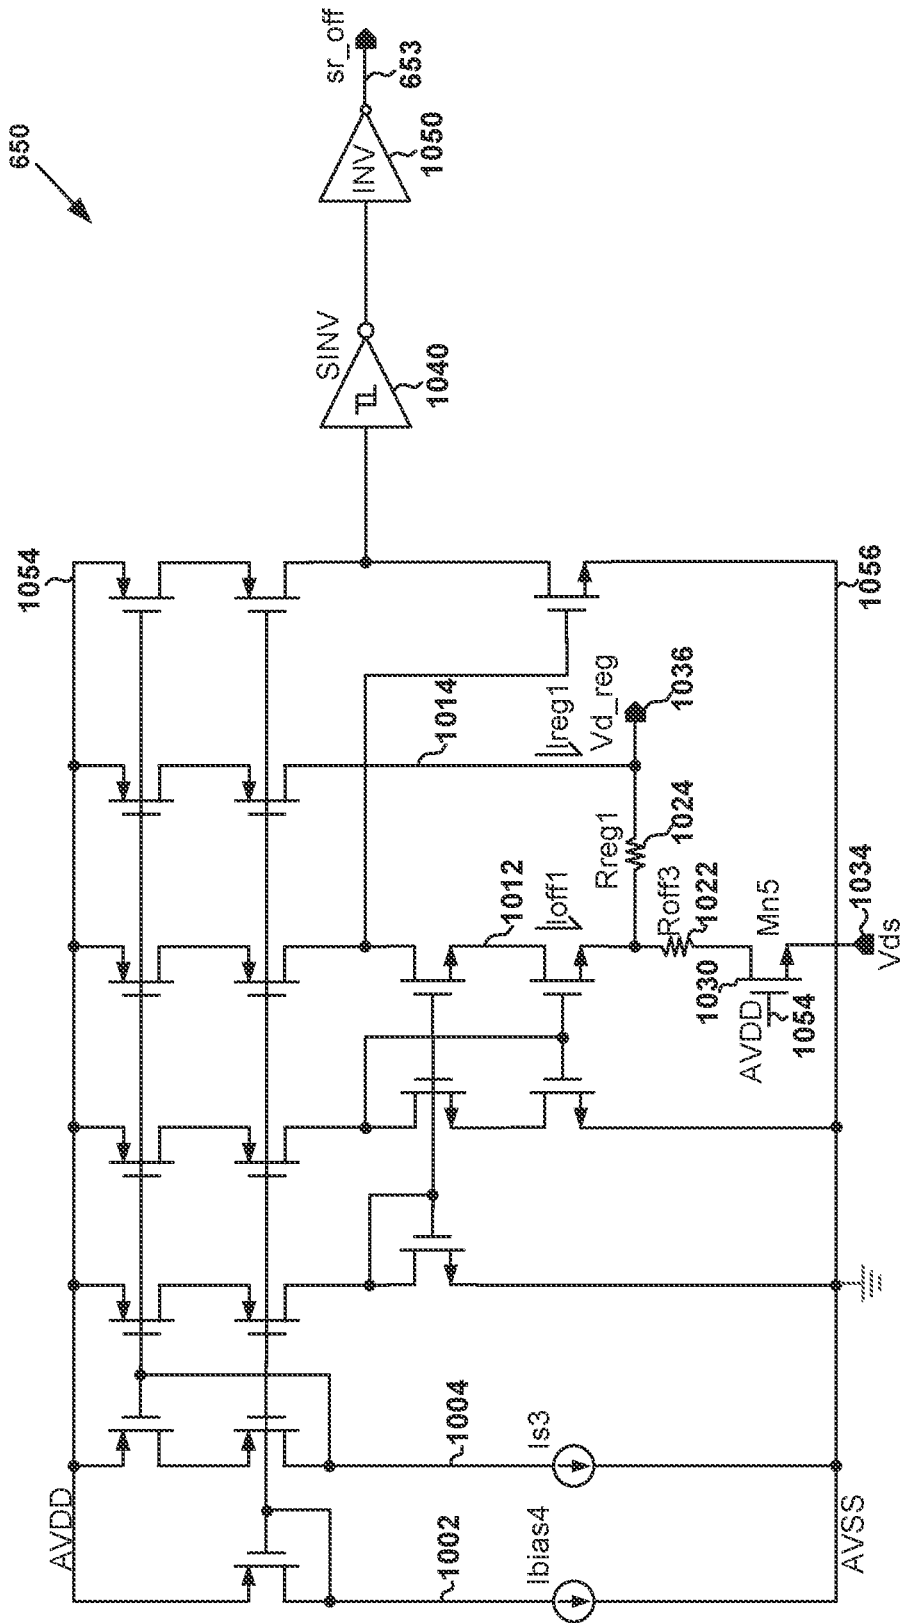 650
sr_off
653
INV
1050
SINV
1040
1054
1056
1014
Ireg1
Vd_reg
1036
Rreg1
1024
1012
Ioff1
Roff3
1022
Mn5
1030
1034
Vds
AVDD
1054
1004
Is3
AVDD
1002
Ibias4
AVSS